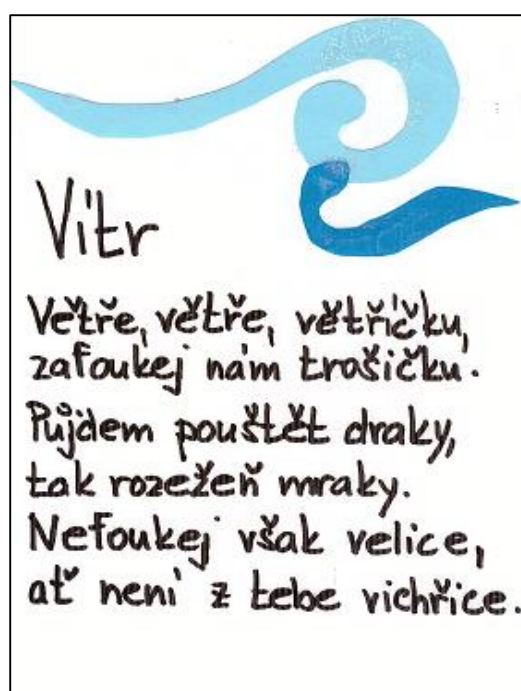 Vítr
Větře, větře, větříčku,
zafoukej nám trošičku.
Půjdem pouštět draky,
tak rozežeň mraky.
Nefoukej však velice,
ať není z tebe vichřice.